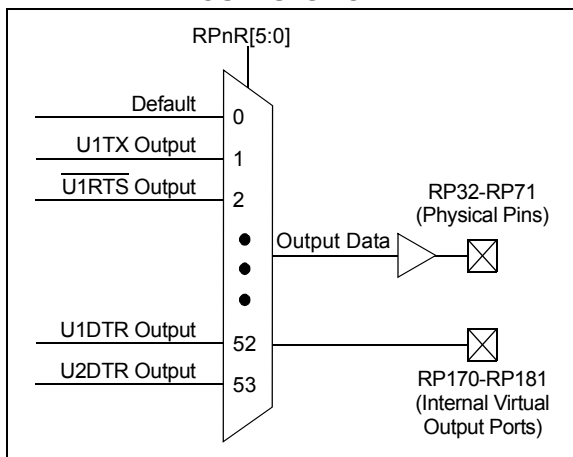 RPnR[5:0]
Default
0
U1TX Output
1
U1RTS Output
2
RP32-RP71
(Physical Pins)
Output Data
U1DTR Output
52
U2DTR Output
53
RP170-RP181
(Internal Virtual
Output Ports)